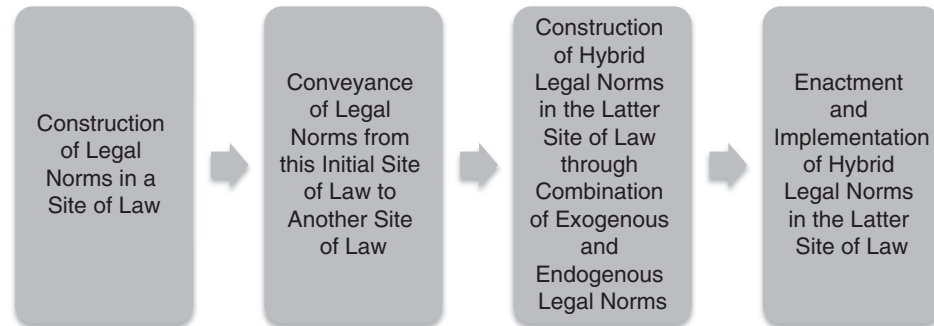 Construction
of Legal
Norms in a
Site of Law
Conveyance
of Legal
Norms from
this Initial Site
of Law to
Another Site
of Law
Construction
of Hybrid
Legal Norms
in the Latter
Site of Law
through
Combination
of Exogenous
and
Endogenous
Legal Norms
Enactment
and
Implementation
of Hybrid
Legal Norms
in the Latter
Site of Law